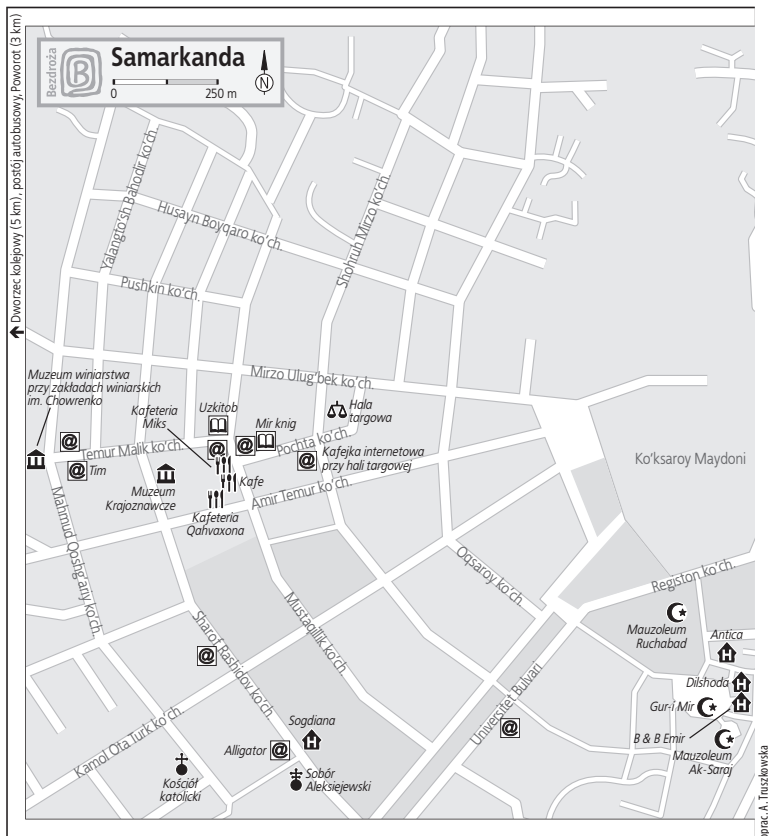 ← Dworzec kolejowy (5 km), postój autobusowy, Poworot (3 km)
Bezdroża
B
Samarkanda
0
250 m
N
Yalangto'sh Bahodir ko'ch.
Husayn Boyqaro ko'ch.
Shohruh Mirzo ko'ch.
Pushkin ko'ch.
Mirzo Ulug'bek ko'ch.
Muzeum winiarstwa
przy zakładach winiarskich
im. Chowrenko
Kafeteria
Miks
Uzkitob
Mir knig
Hala
targowa
@
Temur Malik ko'ch.
@
@
Pochta ko'ch.
@
Kafejka internetowa
przy hali targowej
@
Tim
Muzeum
Krajoznawcze
Kafe
Amir Temur ko'ch.
Kafeteria
Qahvaxona
Ko'ksaroy Maydoni
Mahmud Qoshg'ariy ko'ch.
Oqsaroy ko'ch.
Registon ko'ch.
Mustaqillik ko'ch.
Sharof Rashidov ko'ch.
@
Mauzoleum
Ruchabad
Antica
H
Dilshoda
H
Gur-i Mir
H
B & B Emir
Mauzoleum
Ak-Saraj
Universitet Bulvari
@
Kamol Ota Turk ko'ch.
Sogdiana
H
Alligator
@
Kościół
katolicki
Sobór
Aleksiejewski
oprac. A. Truszkowska